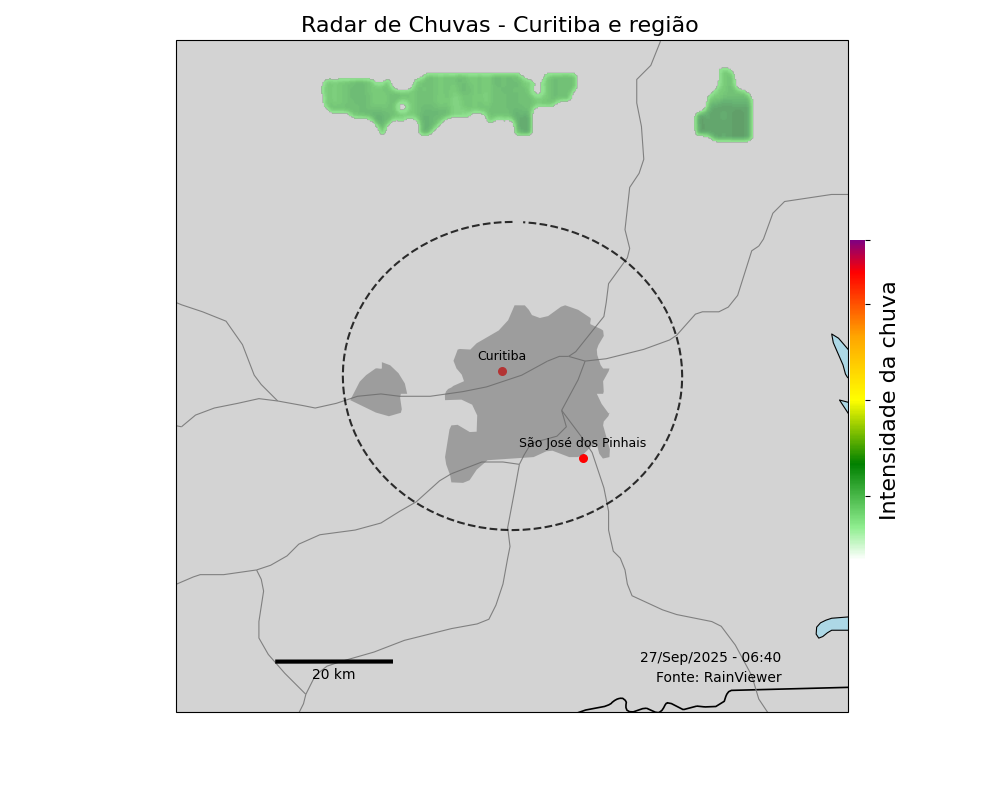 Radar de Chuvas - Curitiba e região
Curitiba
São José dos Pinhais
Intensidade da chuva
27/Sep/2025 - 06:40
Fonte: RainViewer
20 km